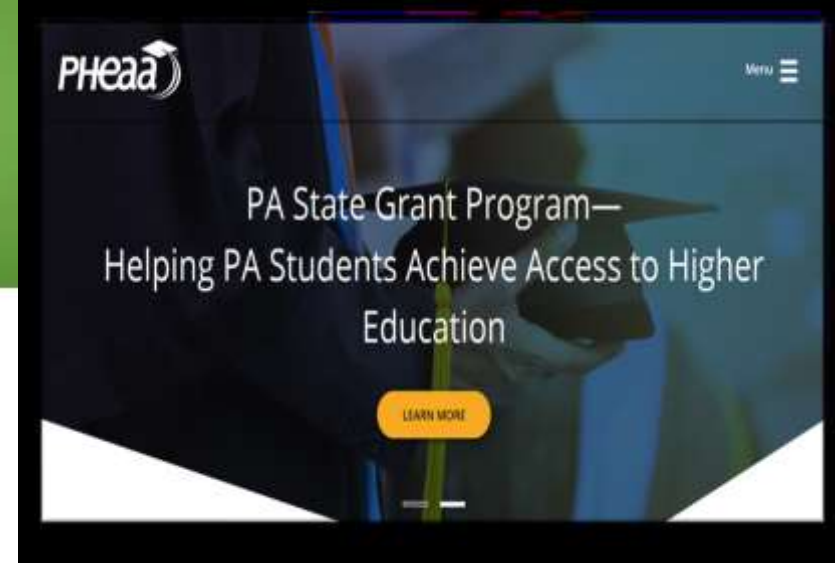 PHEAA
Menu
PA State Grant Program—
Helping PA Students Achieve Access to Higher
Education
LEARN MORE